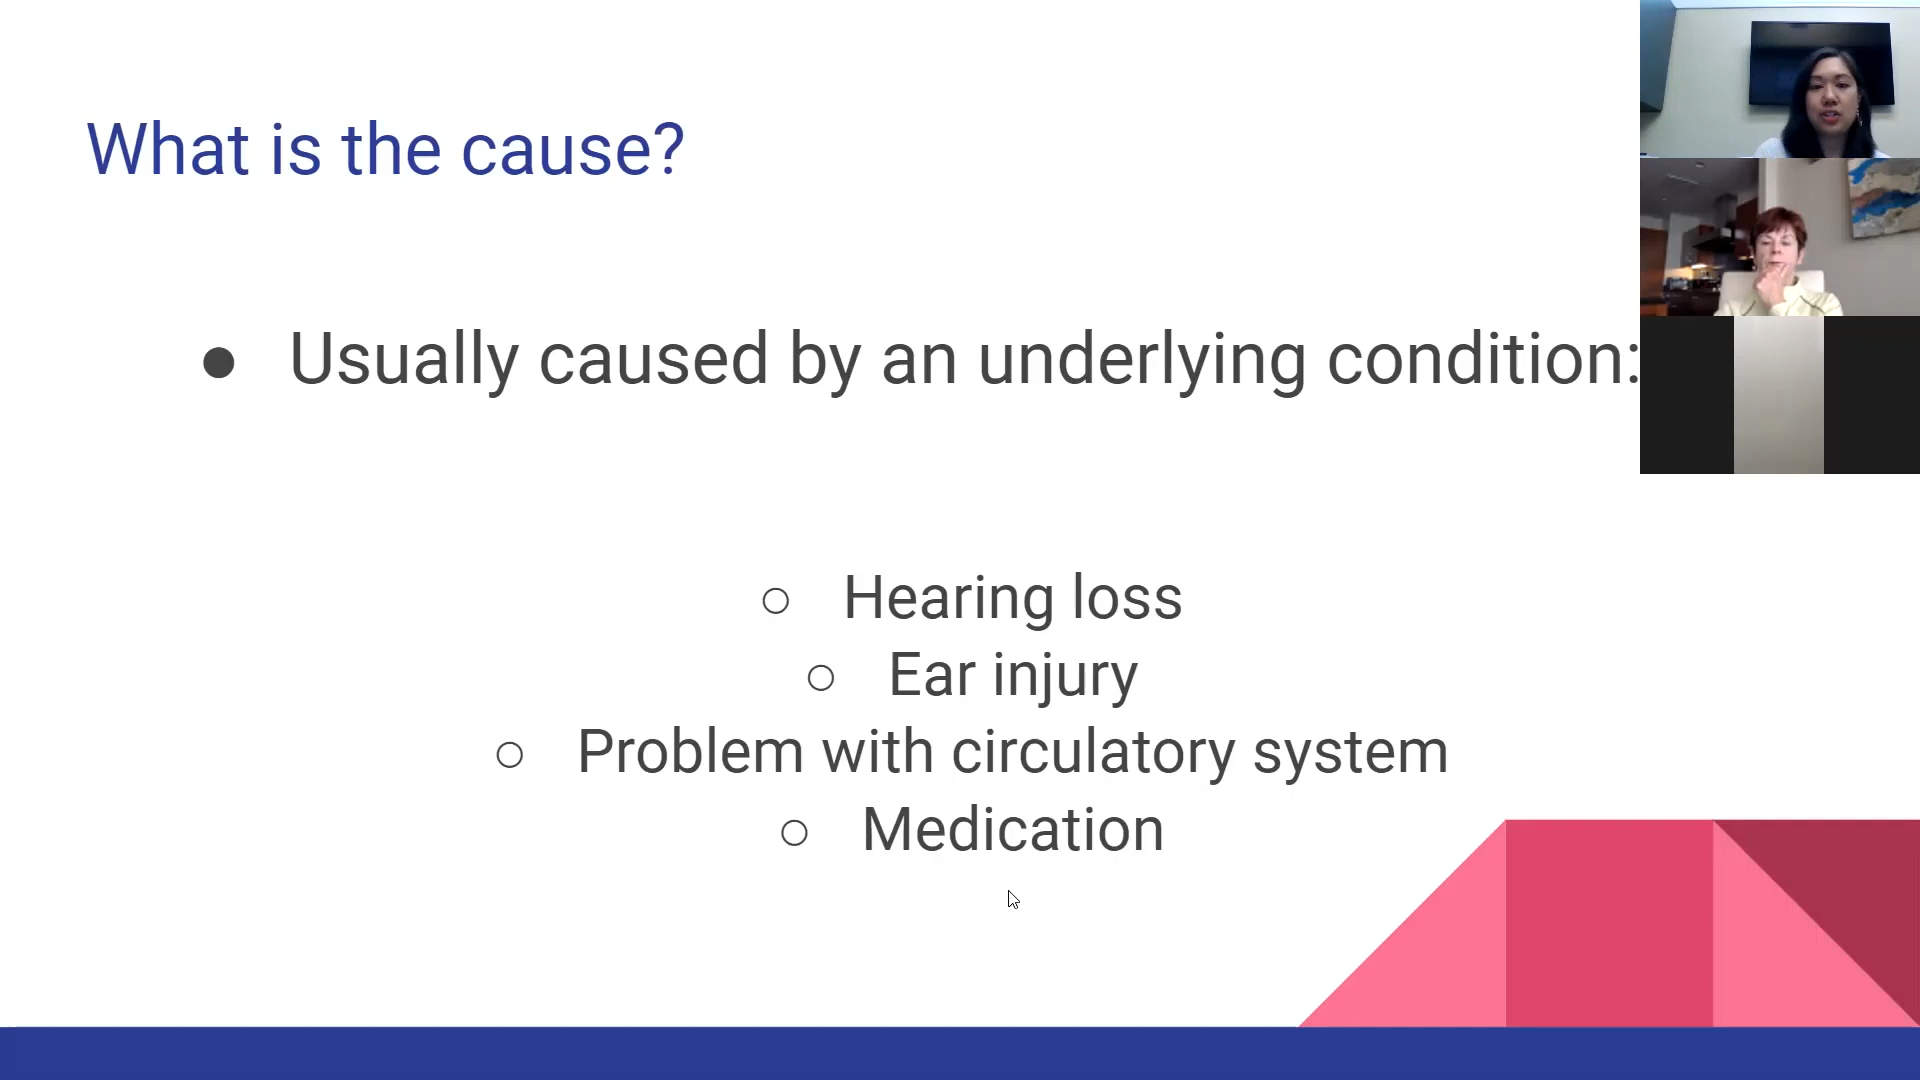 What is the cause?
● Usually caused by an underlying condition:
○ Hearing loss
○ Ear injury
○ Problem with circulatory system
○ Medication